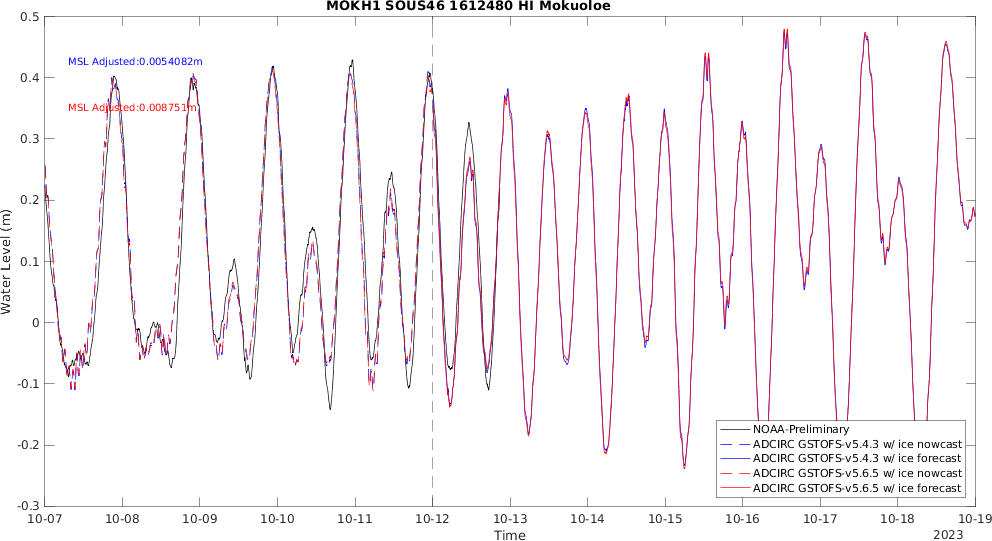 MOKH1 SOUS46 1612480 HI Mokuoloe
0.5
0.4
0.3
0.2
0.1
0
-0.1
-0.2
-0.3
Water Level (m)
MSL Adjusted:0.0054082m
MSL Adjusted:0.008751m
NOAA-Preliminary
ADCIRC GSTOFS-v5.4.3 w/ ice nowcast
ADCIRC GSTOFS-v5.4.3 w/ ice forecast
ADCIRC GSTOFS-v5.6.5 w/ ice nowcast
ADCIRC GSTOFS-v5.6.5 w/ ice forecast
10-07 10-08 10-09 10-10 10-11 10-12 10-13 10-14 10-15 10-16 10-17 10-18 10-19
Time
2023